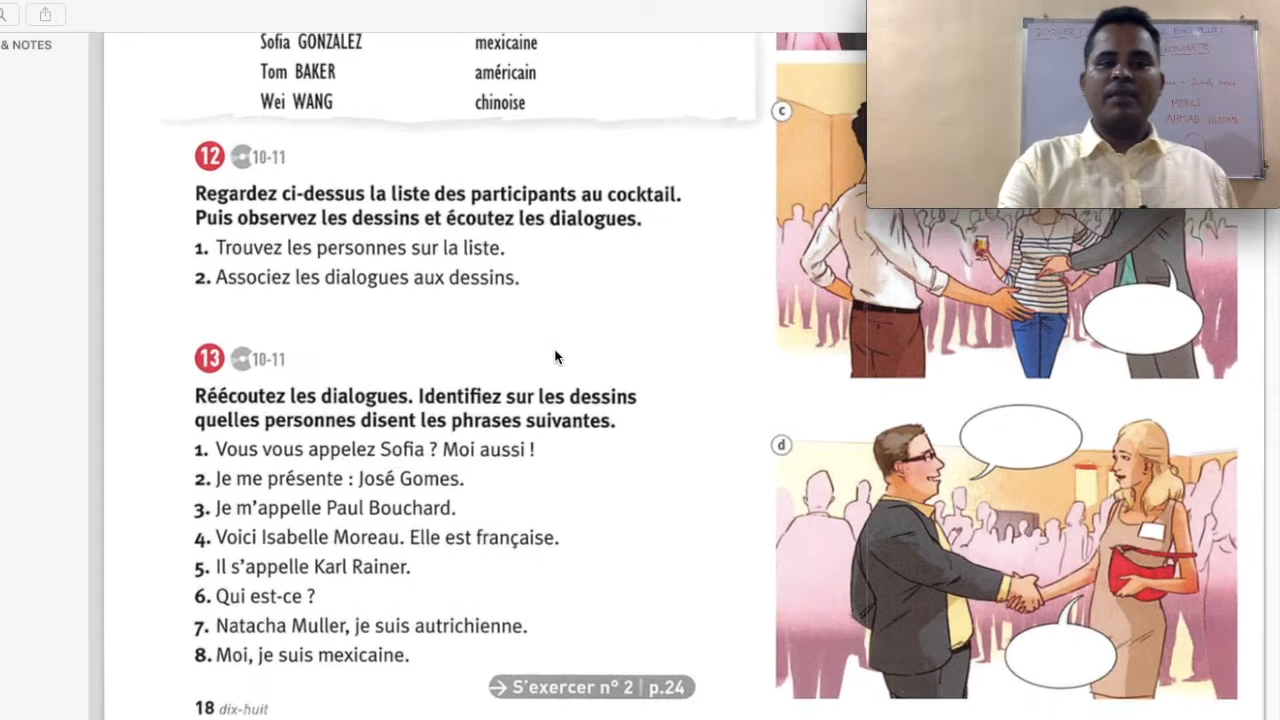 & NOTES
Sofia GONZALEZ mexicaine
Tom BAKER américain
Wei WANG chinoise
12 10-11
Regardez ci-dessus la liste des participants au cocktail.
Puis observez les dessins et écoutez les dialogues.
1. Trouvez les personnes sur la liste.
2. Associez les dialogues aux dessins.
13 10-11
Réécoutez les dialogues. Identifiez sur les dessins
quelles personnes disent les phrases suivantes.
1. Vous vous appelez Sofia ? Moi aussi !
2. Je me présente : José Gomes.
3. Je m'appelle Paul Bouchard.
4. Voici Isabelle Moreau. Elle est française.
5. Il s'appelle Karl Rainer.
6. Qui est-ce ?
7. Natacha Muller, je suis autrichienne.
8. Moi, je suis mexicaine.
→ S'exercer n° 2 | p.24
18 dix-huit
c
d
MERCI
AHMAD